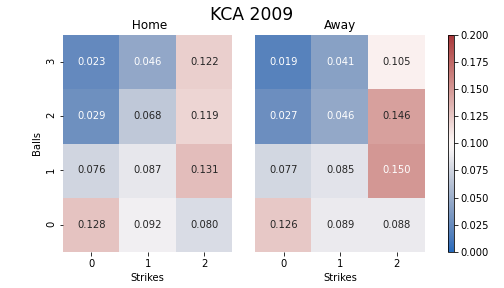 KCA 2009
Home Away
3 0.023 0.046 0.122 0.019 0.041 0.105
2 0.029 0.068 0.119 0.027 0.046 0.146
1 0.076 0.087 0.131 0.077 0.085 0.150
0 0.128 0.092 0.080 0.126 0.089 0.088
Balls
0 1 2 0 1 2
Strikes Strikes
0.200
0.175
0.150
0.125
0.100
0.075
0.050
0.025
0.000